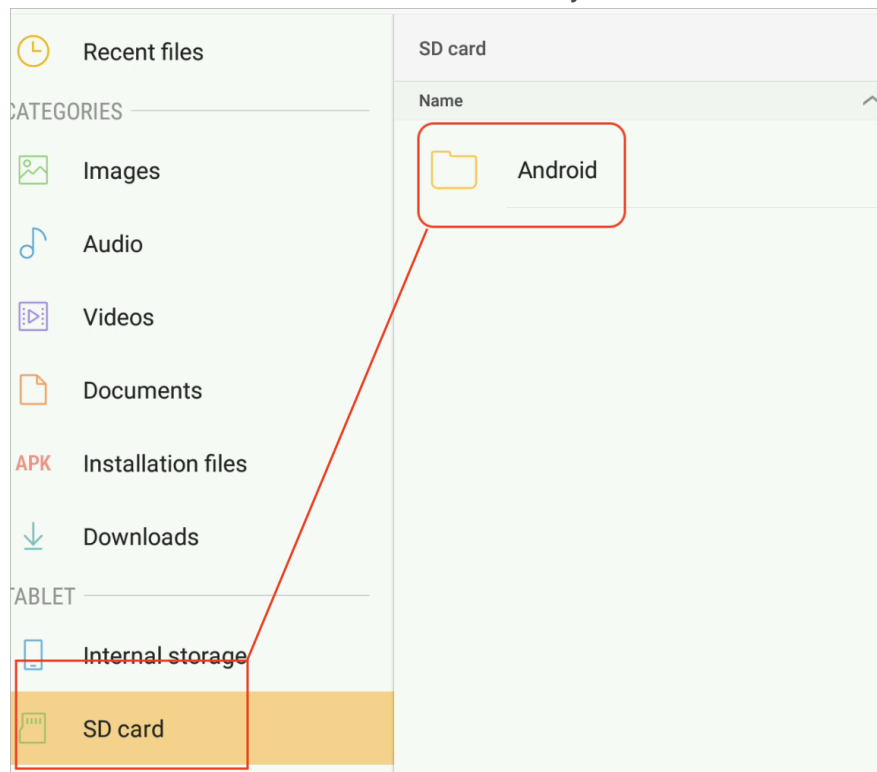 Recent files
CATEGORIES
Images
Audio
Videos
Documents
APK Installation files
Downloads
TABLET
Internal storage
SD card
SD card
Name
Android